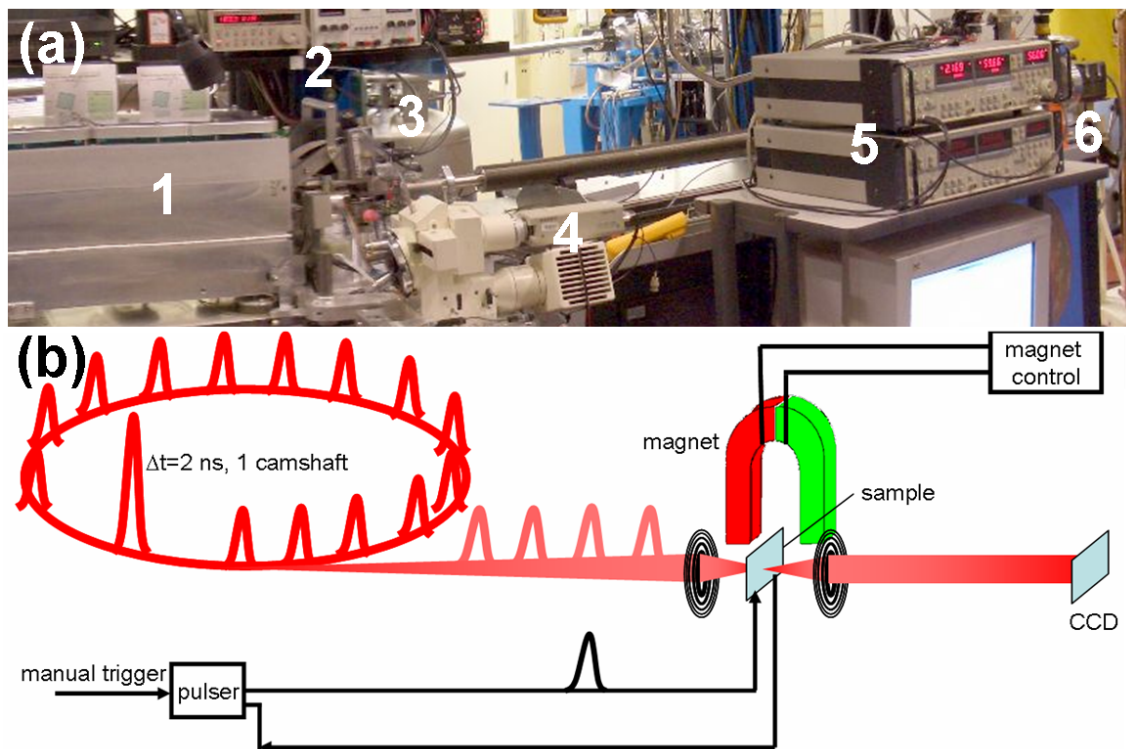 (a)
1
2
3
4
5
6
(b)
Δt=2 ns, 1 camshaft
magnet
control
magnet
sample
CCD
manual trigger
pulser